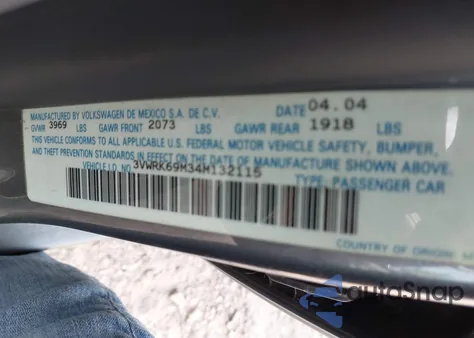 MANUFACTURED BY VOLKSWAGEN DE MEXICO S.A. DE C.V. DATE 04.04
GVWR 3969 LBS GAWR FRONT 2073 LBS GAWR REAR 1918 LBS
THIS VEHICLE CONFORMS TO ALL APPLICABLE U.S. FEDERAL MOTOR VEHICLE SAFETY, BUMPER,
AND THEFT PREVENTION STANDARDS IN EFFECT ON THE DATE OF MANUFACTURE SHOWN ABOVE.
VEHICLE I.D. NO. 3VWRK69M34M132115 TYPE: PASSENGER CAR
COUNTRY OF ORIGIN
autoSnap